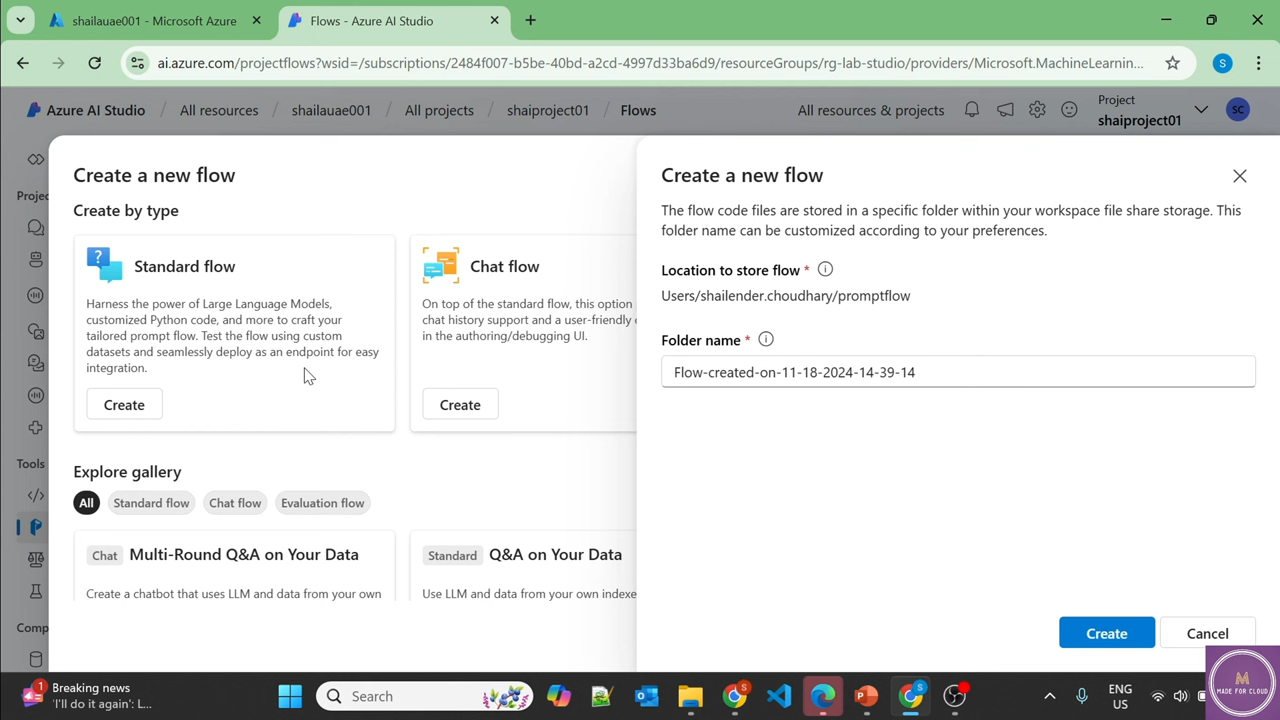 shailauae001 - Microsoft Azure
Flows - Azure AI Studio
ai.azure.com/projectflows?wsid=/subscriptions/2484f007-b5be-40bd-a2cd-4997d33ba6d9/resourceGroups/rg-lab-studio/providers/Microsoft.MachineLearnin...
S
Azure AI Studio / All resources / shailauae001 / All projects / shaiproject01 / Flows
All resources & projects
Project
shaiproject01
SC
Projec
Tools
Comp
Create a new flow
Create by type
Standard flow
Harness the power of Large Language Models,
customized Python code, and more to craft your
tailored prompt flow. Test the flow using custom
datasets and seamlessly deploy as an endpoint for easy
integration.
Create
Chat flow
On top of the standard flow, this option
chat history support and a user-friendly c
in the authoring/debugging UI.
Create
Explore gallery
All
Standard flow
Chat flow
Evaluation flow
Chat
Multi-Round Q&A on Your Data
Create a chatbot that uses LLM and data from your own
Standard
Q&A on Your Data
Use LLM and data from your own indexe
Create a new flow
The flow code files are stored in a specific folder within your workspace file share storage. This
folder name can be customized according to your preferences.
Location to store flow *
Users/shailender.choudhary/promptflow
Folder name *
Flow-created-on-11-18-2024-14-39-14
Create
Cancel
1
Breaking news
'I'll do it again': L...
Search
ENG
US
M
MADE FOR CLOUD